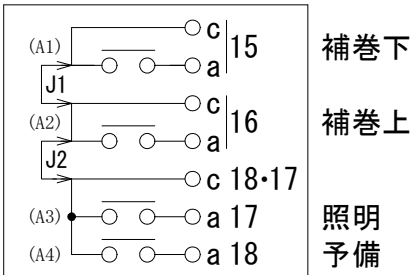 (A1) c 15 補巻下
a
J1
c 16 補巻上
(A2) a
J2
c 18・17
(A3) a 17 照明
(A4) a 18 予備